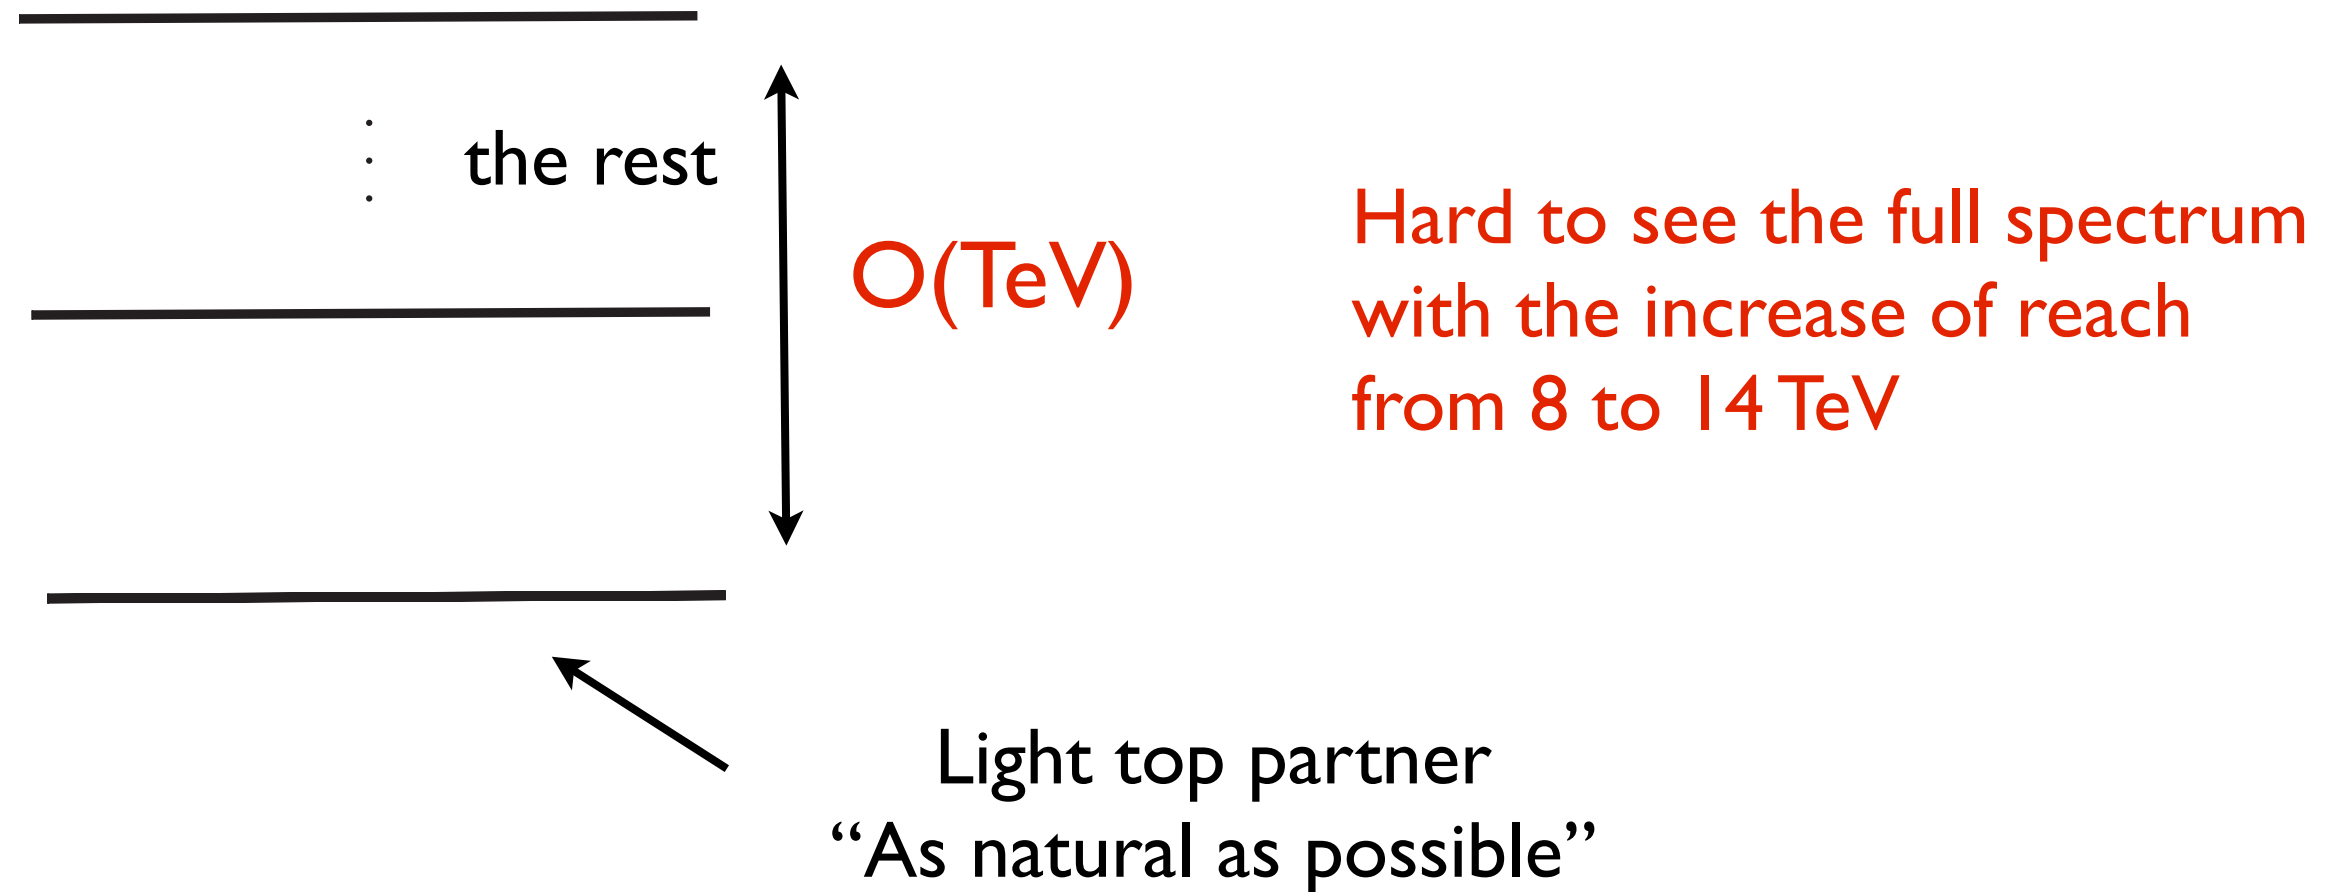 the rest
O(TeV)
Hard to see the full spectrum
with the increase of reach
from 8 to 14 TeV
Light top partner
“As natural as possible”